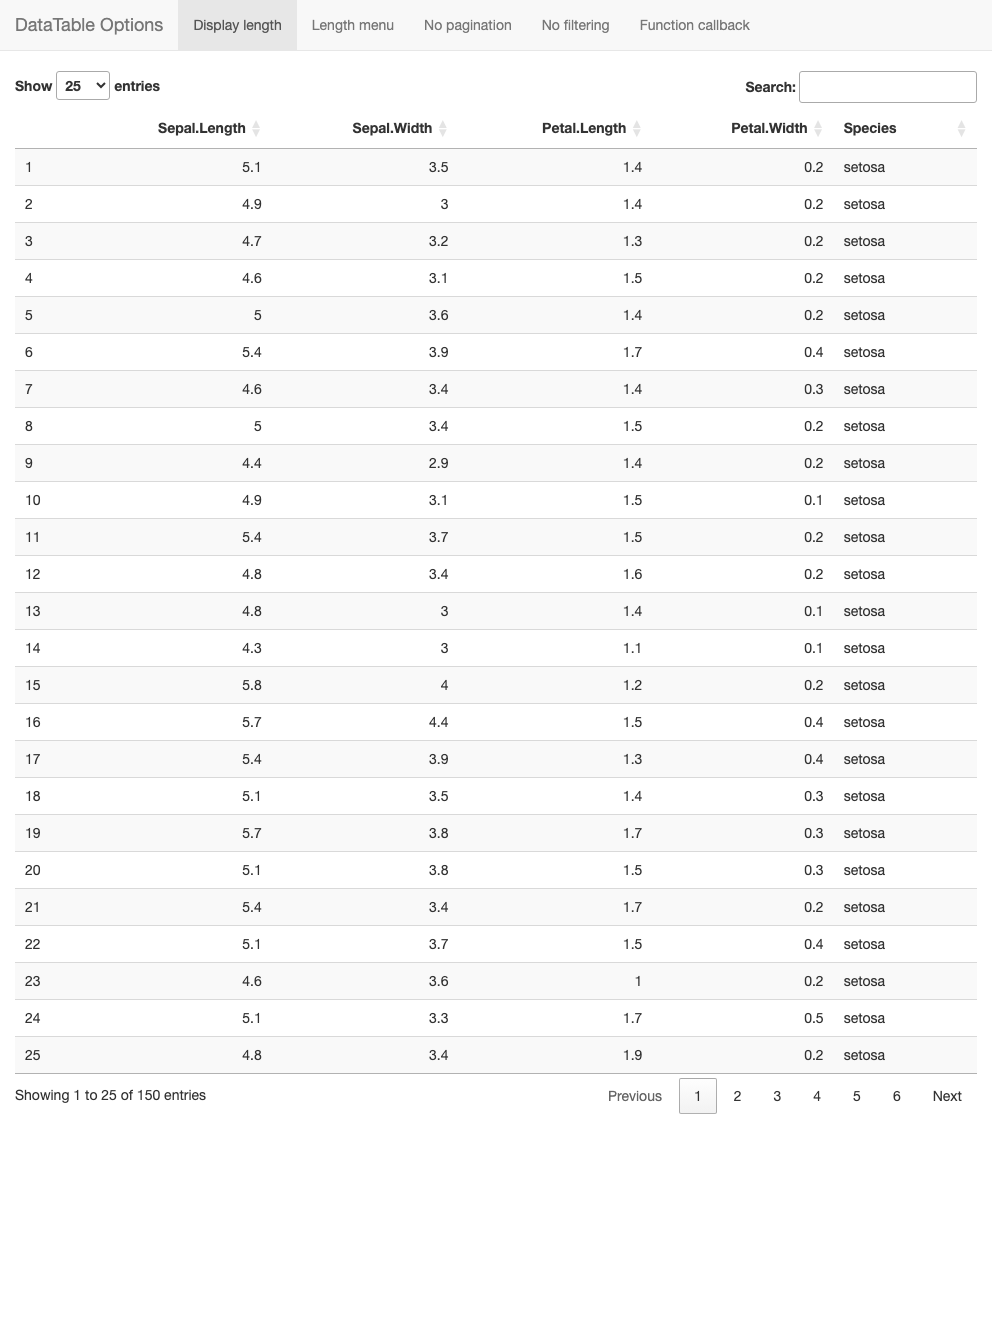 DataTable Options Display length Length menu No pagination No filtering Function callback
Show 25 entries Search:
Sepal.Length Sepal.Width Petal.Length Petal.Width Species
1 5.1 3.5 1.4 0.2 setosa
2 4.9 3 1.4 0.2 setosa
3 4.7 3.2 1.3 0.2 setosa
4 4.6 3.1 1.5 0.2 setosa
5 5 3.6 1.4 0.2 setosa
6 5.4 3.9 1.7 0.4 setosa
7 4.6 3.4 1.4 0.3 setosa
8 5 3.4 1.5 0.2 setosa
9 4.4 2.9 1.4 0.2 setosa
10 4.9 3.1 1.5 0.1 setosa
11 5.4 3.7 1.5 0.2 setosa
12 4.8 3.4 1.6 0.2 setosa
13 4.8 3 1.4 0.1 setosa
14 4.3 3 1.1 0.1 setosa
15 5.8 4 1.2 0.2 setosa
16 5.7 4.4 1.5 0.4 setosa
17 5.4 3.9 1.3 0.4 setosa
18 5.1 3.5 1.4 0.3 setosa
19 5.7 3.8 1.7 0.3 setosa
20 5.1 3.8 1.5 0.3 setosa
21 5.4 3.4 1.7 0.2 setosa
22 5.1 3.7 1.5 0.4 setosa
23 4.6 3.6 1 0.2 setosa
24 5.1 3.3 1.7 0.5 setosa
25 4.8 3.4 1.9 0.2 setosa
Showing 1 to 25 of 150 entries Previous 1 2 3 4 5 6 Next